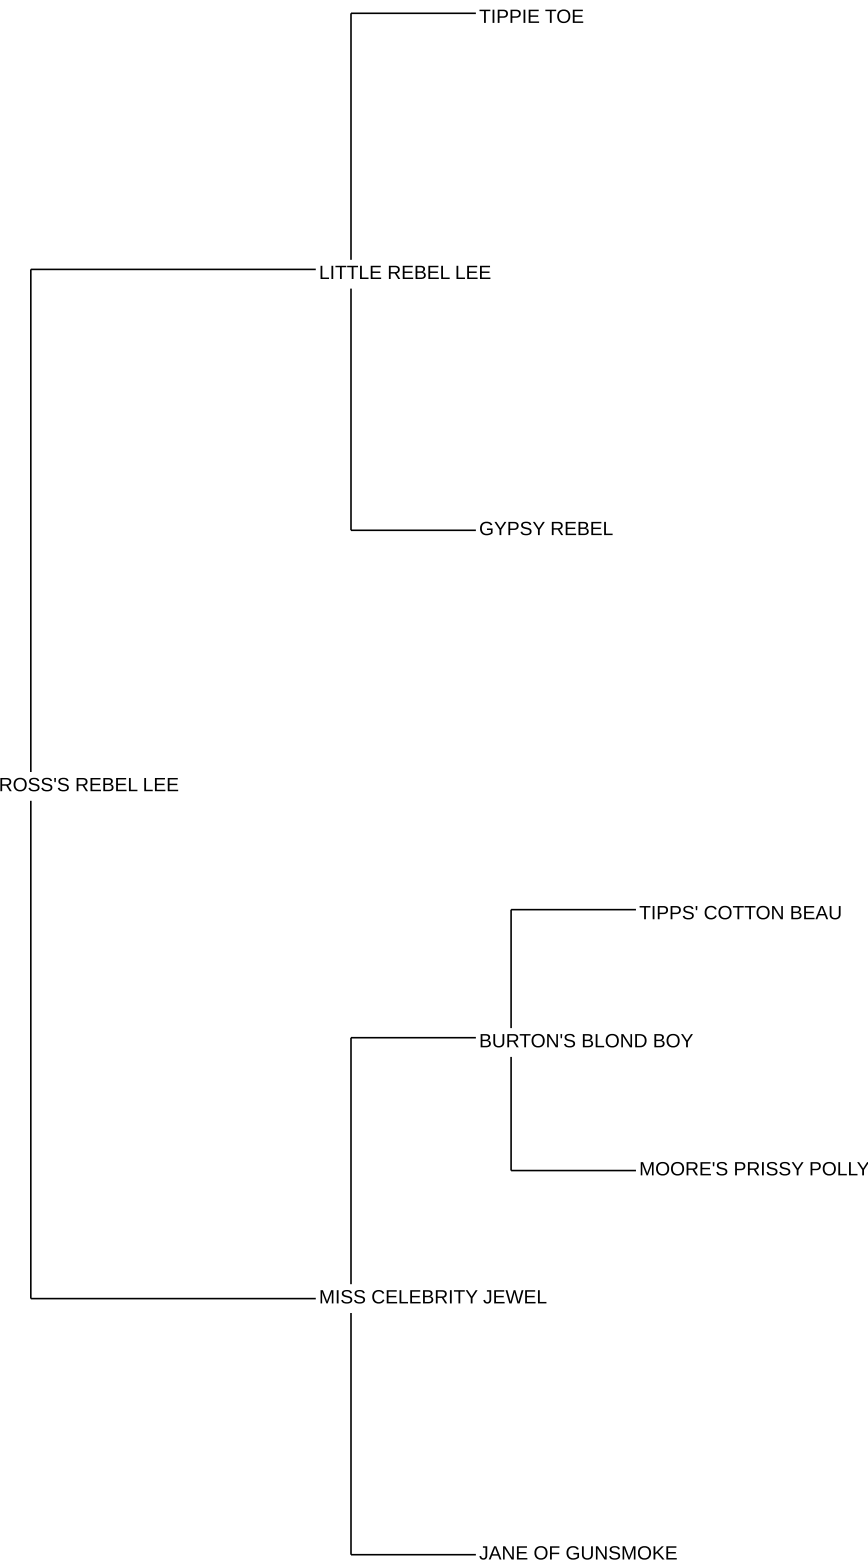 TIPPIE TOE
LITTLE REBEL LEE
GYPSY REBEL
ROSS'S REBEL LEE
TIPPS' COTTON BEAU
BURTON'S BLOND BOY
MOORE'S PRISSY POLLY
MISS CELEBRITY JEWEL
JANE OF GUNSMOKE